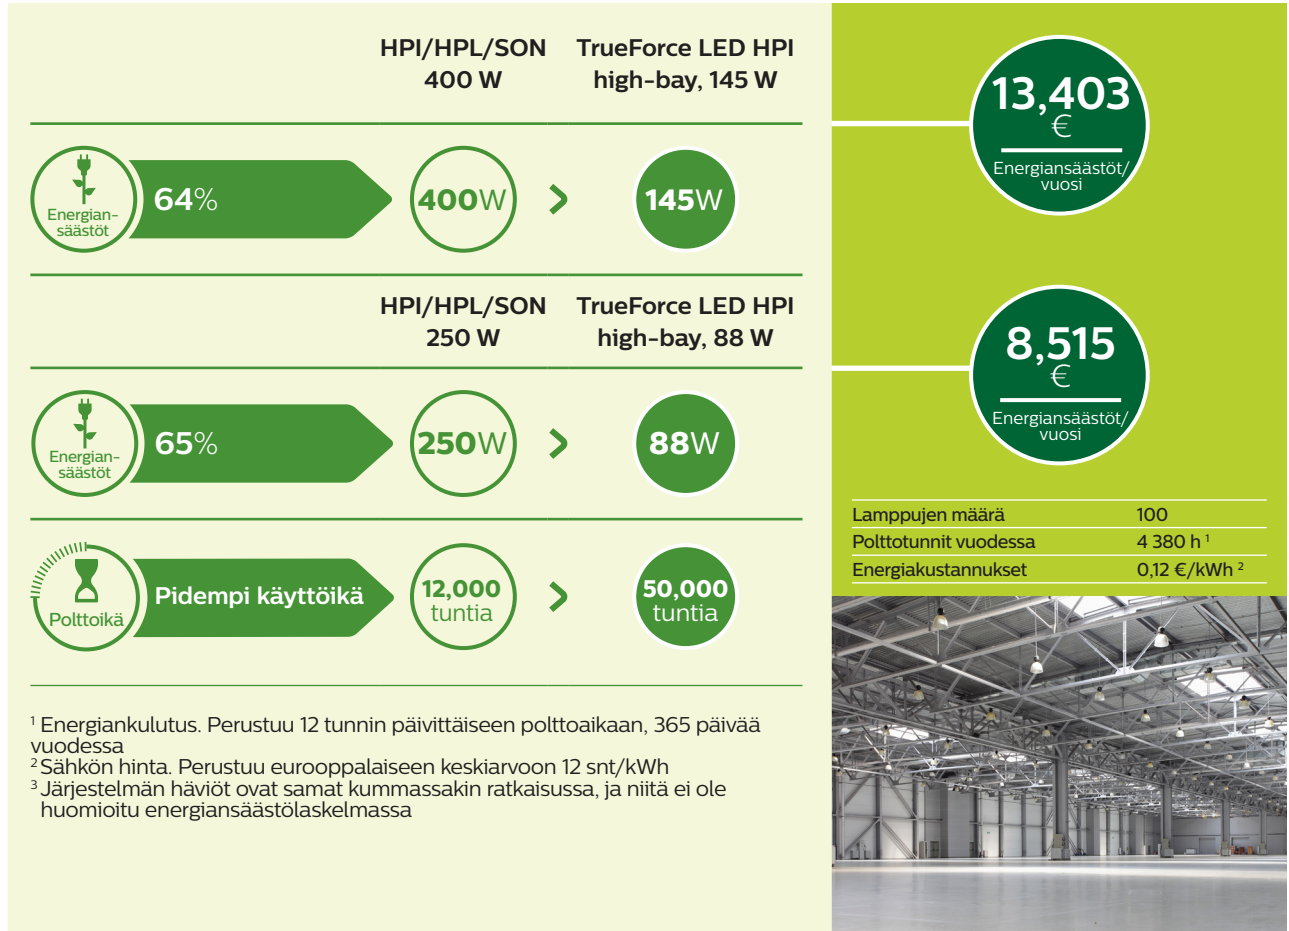 HPI/HPL/SON
400 W
TrueForce LED HPI
high-bay, 145 W
Energian-
säästöt
64%
400W
>
145W
13,403
€
Energiansäästöt/
vuosi
HPI/HPL/SON
250 W
TrueForce LED HPI
high-bay, 88 W
Energian-
säästöt
65%
250W
>
88W
8,515
€
Energiansäästöt/
vuosi
Polttoikä
Pidempi käyttöikä
12,000
tuntia
>
50,000
tuntia
Lamppujen määrä 100
Polttotunnit vuodessa 4 380 h ¹
Energiakustannukset 0,12 €/kWh ²
¹ Energiankulutus. Perustuu 12 tunnin päivittäiseen polttoaikaan, 365 päivää
vuodessa
² Sähkön hinta. Perustuu eurooppalaiseen keskiarvoon 12 snt/kWh
³ Järjestelmän häviöt ovat samat kummassakin ratkaisussa, ja niitä ei ole
huomioitu energiansäästölaskelmassa